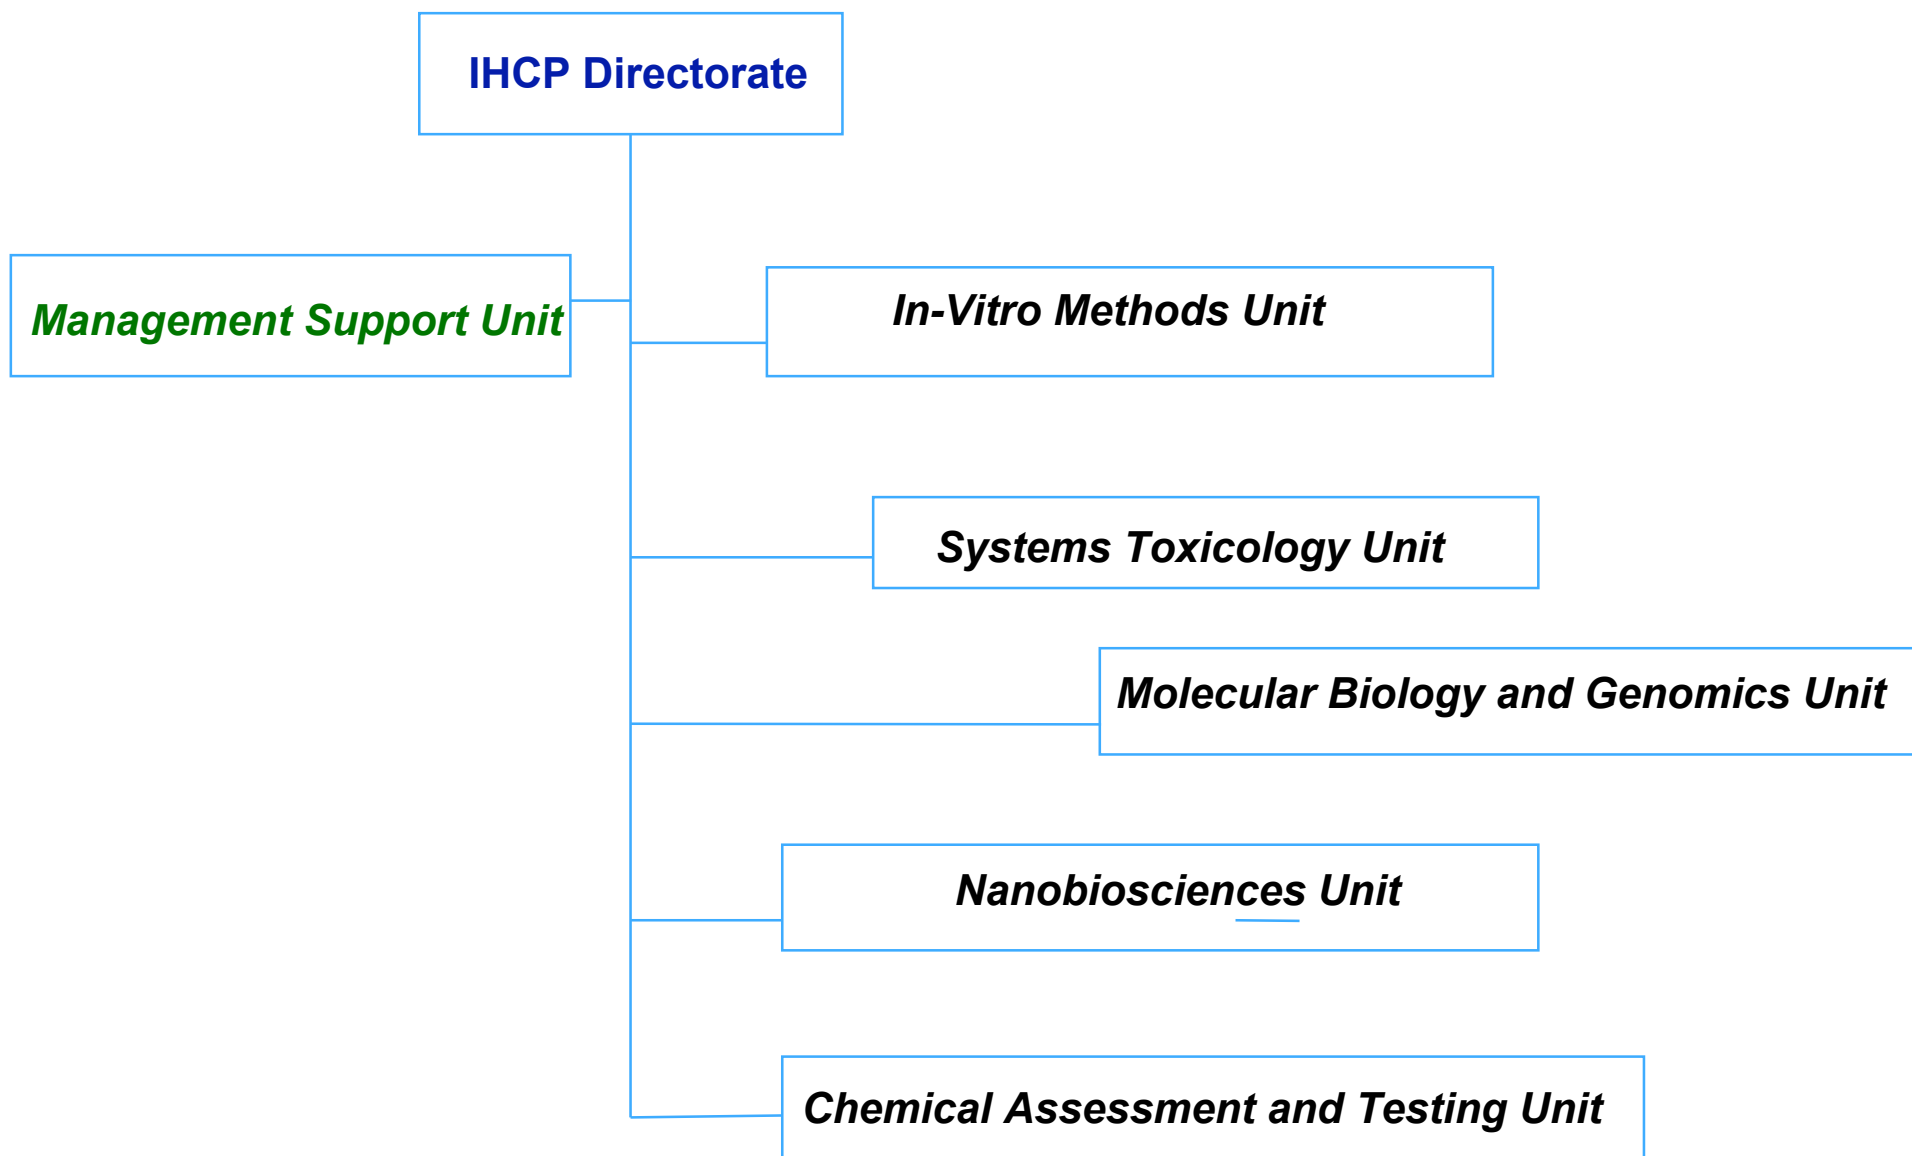 IHCP Directorate
Management Support Unit
In-Vitro Methods Unit
Systems Toxicology Unit
Molecular Biology and Genomics Unit
Nanobiosciences Unit
Chemical Assessment and Testing Unit